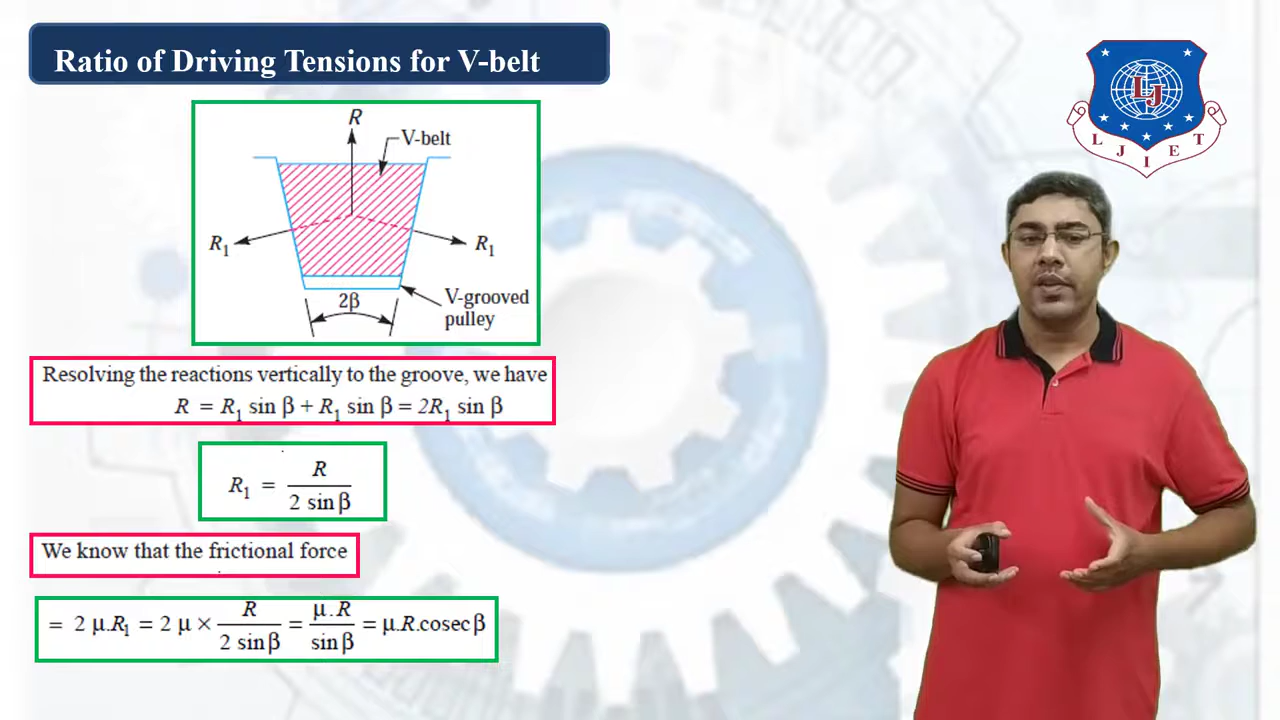 Ratio of Driving Tensions for V-belt
R
V-belt
R₁
R₁
2β
V-grooved
pulley
Resolving the reactions vertically to the groove, we have
R = R₁ sin β + R₁ sin β = 2R₁ sin β
R₁ = R / 2 sin β
We know that the frictional force
= 2 μ.R₁ = 2 μ × R / 2 sin β = μ.R / sin β = μ.R.cosec β
LJ
L J I E T